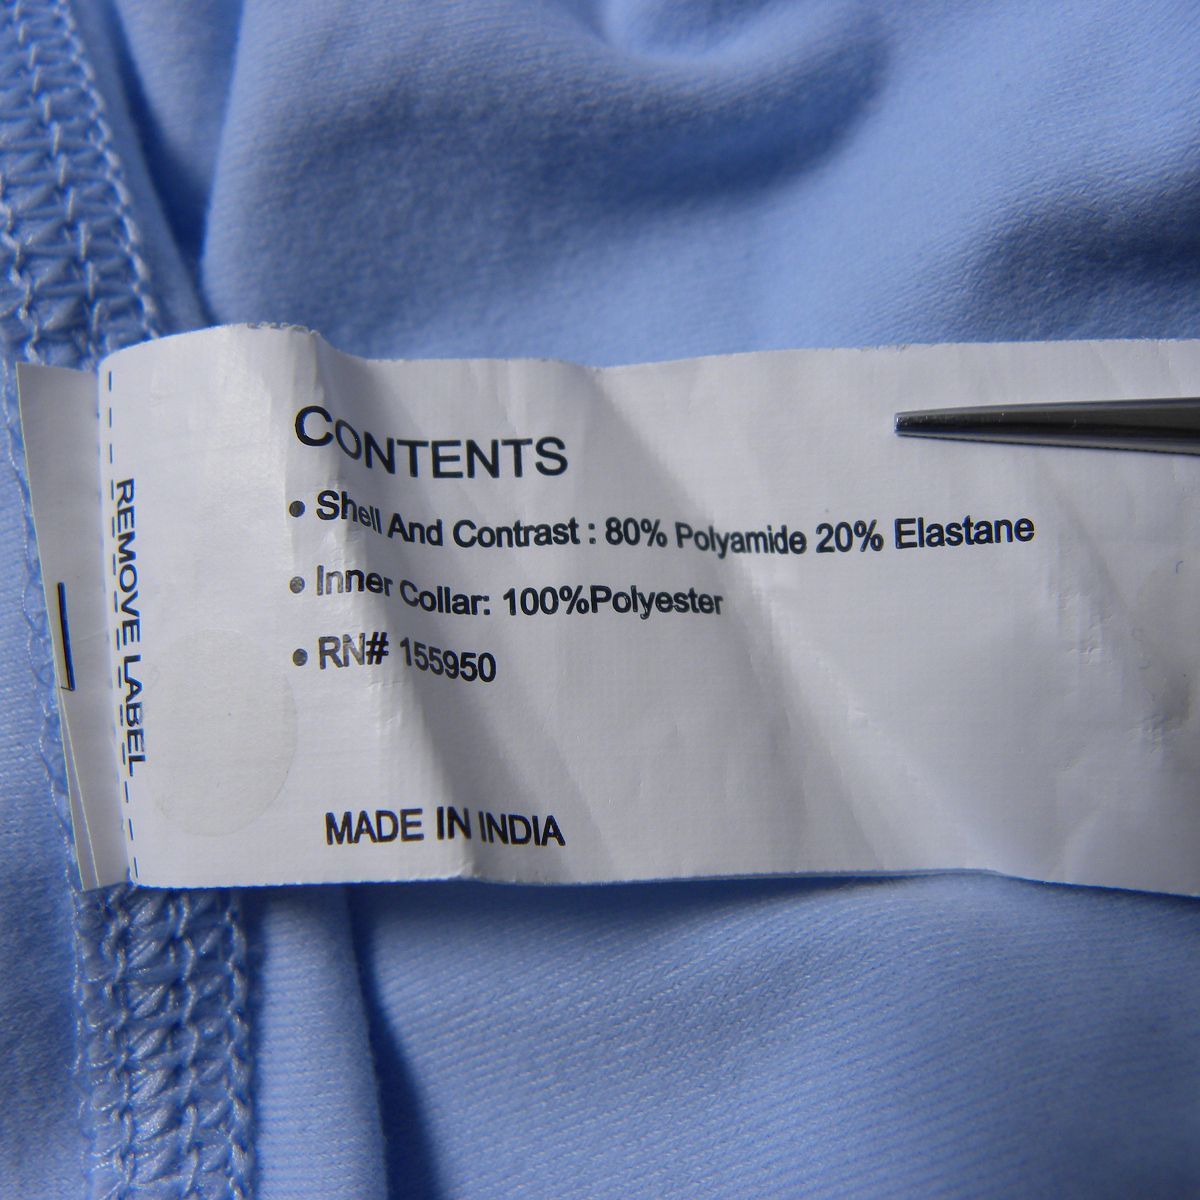 CONTENTS
• Shell And Contrast : 80% Polyamide 20% Elastane
• Inner Collar: 100%Polyester
• RN# 155950
MADE IN INDIA
REMOVE LABEL